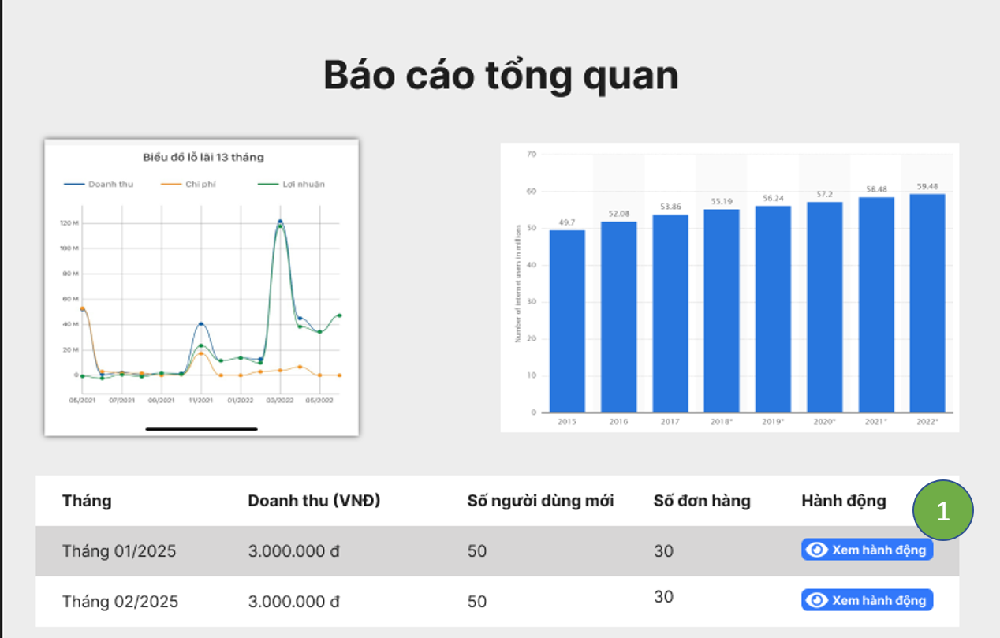 Báo cáo tổng quan
Biểu đồ lỗ lãi 13 tháng
Doanh thu Chi phí Lợi nhuận
120 M
100 M
80 M
60 M
40 M
20 M
0
05/2021 07/2021 09/2021 11/2021 01/2022 03/2022 05/2022
Number of internet users in millions
70
60
50
40
30
20
10
0
49.7 52.08 53.86 55.19 56.24 57.2 58.48 59.48
2015 2016 2017 2018* 2019* 2020* 2021* 2022*
Tháng Doanh thu (VNĐ) Số người dùng mới Số đơn hàng Hành động
1
Tháng 01/2025 3.000.000 đ 50 30 Xem hành động
Tháng 02/2025 3.000.000 đ 50 30 Xem hành động